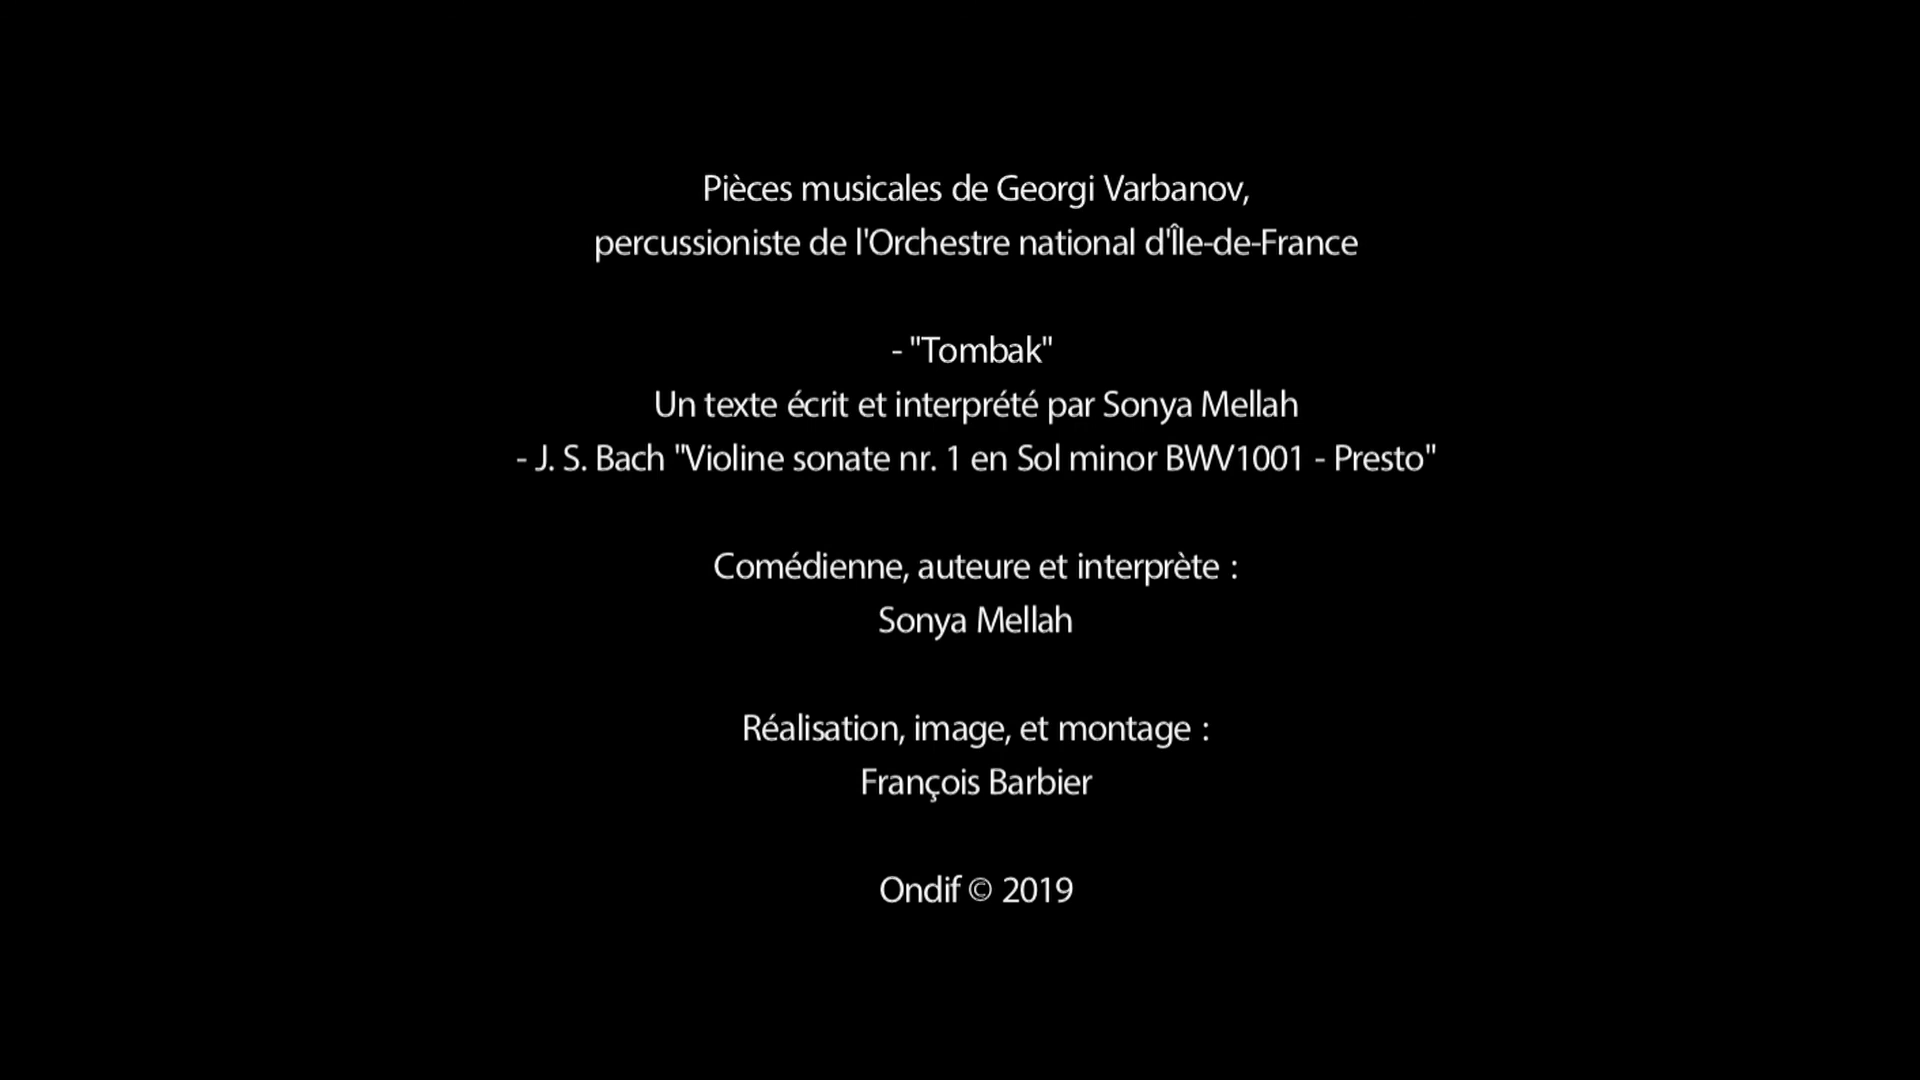 Pièces musicales de Georgi Varbanov,
percussioniste de l'Orchestre national d'Île-de-France
- "Tombak"
Un texte écrit et interprété par Sonya Mellah
- J. S. Bach "Violine sonate nr. 1 en Sol minor BWV1001 - Presto"
Comédienne, auteure et interprète :
Sonya Mellah
Réalisation, image, et montage :
François Barbier
Ondif © 2019